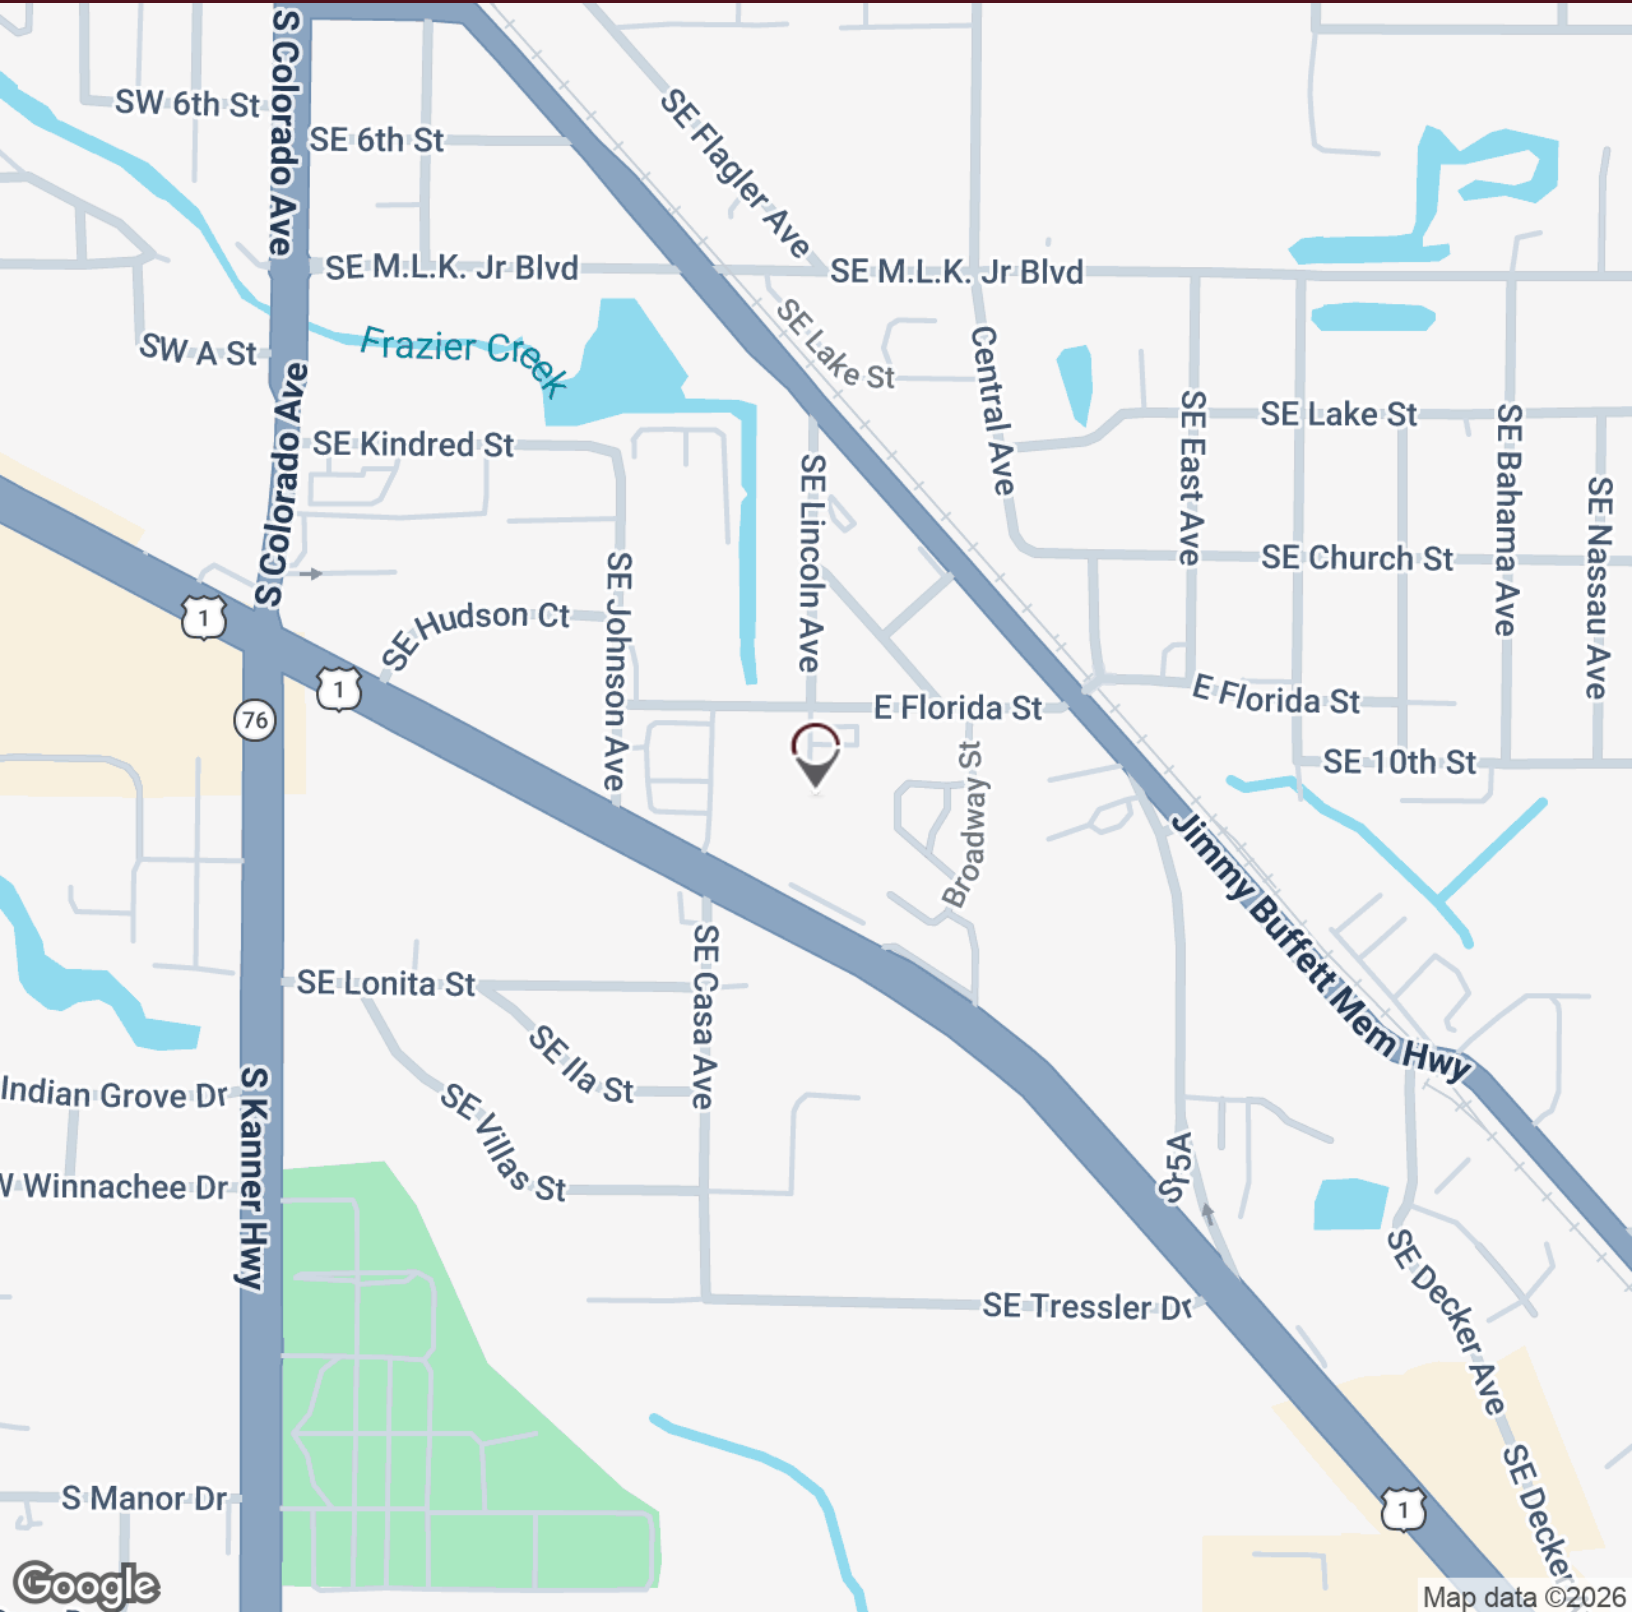 S Colorado Ave
SW 6th St
SE 6th St
SE Flagler Ave
SE M.L.K. Jr Blvd
SE M.L.K. Jr Blvd
SE Lake St
SW A St
Frazier Creek
Central Ave
S Colorado Ave
SE Kindred St
SE Lake St
SE East Ave
SE Bahama Ave
SE Nassau Ave
SE Lincoln Ave
SE Church St
SE Johnson Ave
SE Hudson Ct
1
1
76
E Florida St
E Florida St
Broadway St
SE 10th St
Jimmy Buffett Mem Hwy
SE Lonita St
SE Casa Ave
SE Ila St
Indian Grove Dr
S Kanner Hwy
SE Villas St
W Winnachee Dr
Sr5A
SE Tressler Dr
SE Decker Ave
SE Decker
S Manor Dr
1
Google
Map data ©2026